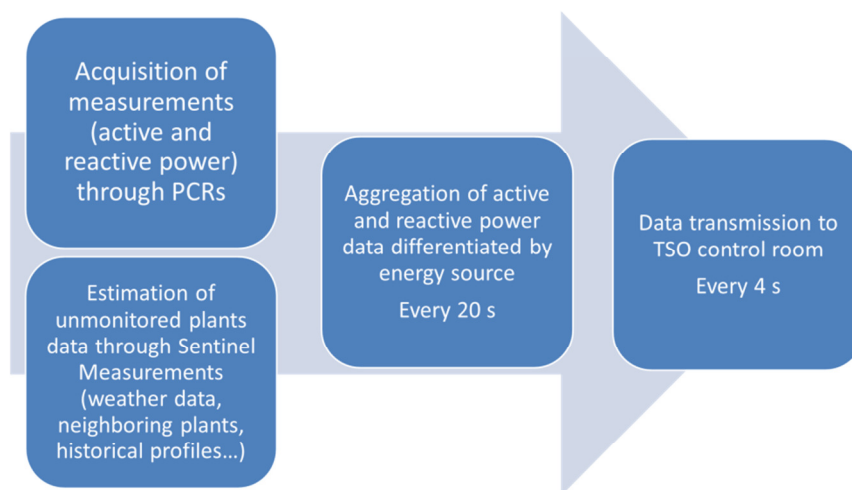 Acquisition of
measurements
(active and
reactive power)
through PCRs
Estimation of
unmonitored plants
data through Sentinel
Measurements
(weather data,
neighboring plants,
historical profiles…)
Aggregation of active
and reactive power
data differentiated by
energy source
Every 20 s
Data transmission to
TSO control room
Every 4 s